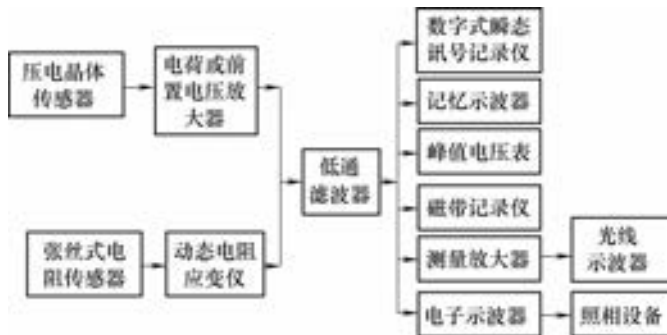 压电晶体
传感器
电荷或前
置电压放
大器
张丝式电
阻传感器
动态电阻
应变仪
低通
滤波器
数字式瞬态
讯号记录仪
记忆示波器
峰值电压表
磁带记录仪
测量放大器
光线
示波器
电子示波器
照相设备